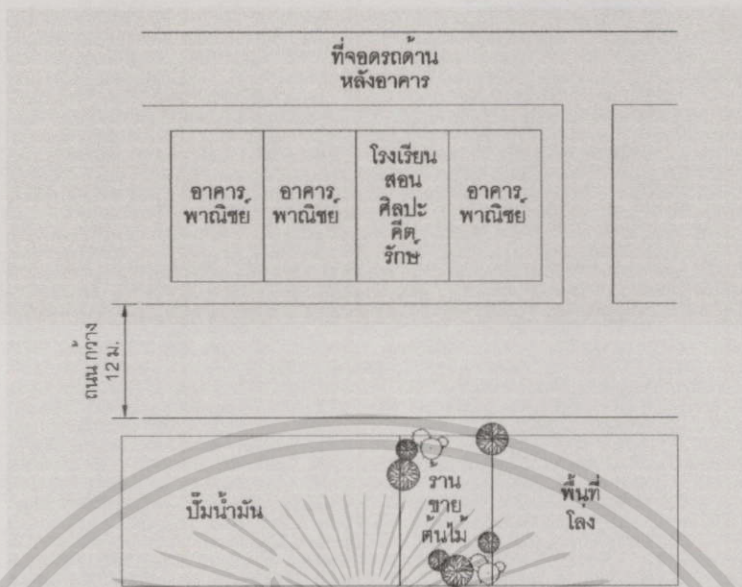 ที่จอดรถด้าน
หลังอาคาร
อาคาร
พาณิชย์
อาคาร
พาณิชย์
โรงเรียน
สอน
ศิลปะ
คีต
รักษ์
อาคาร
พาณิชย์
ถนน กว้าง
12 ม.
ปั๊มน้ำมัน
ร้าน
ขาย
ต้นไม้
พื้นที่
โล่ง